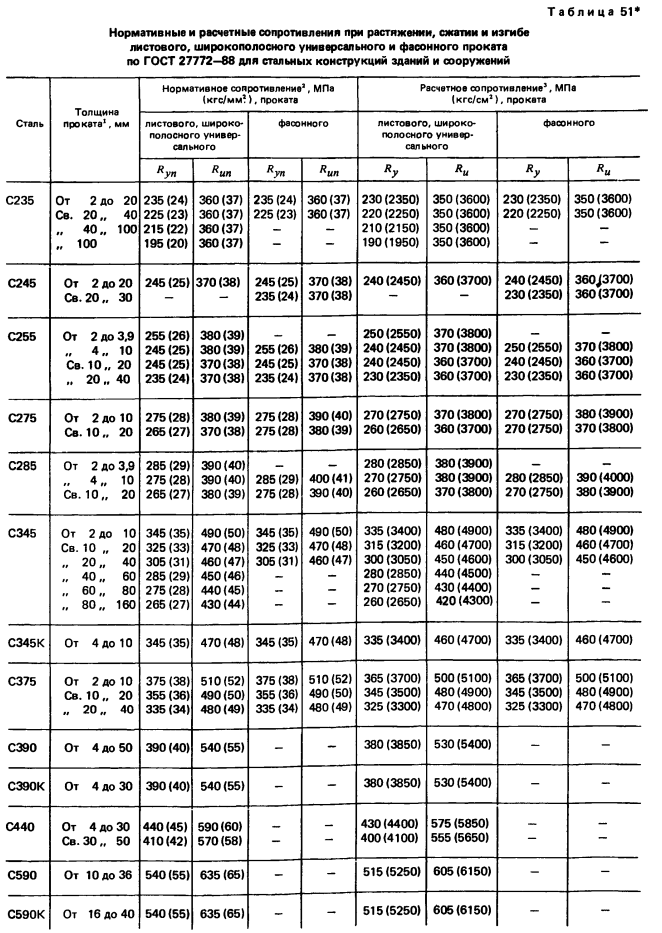 Таблица 51*
Нормативные и расчетные сопротивления при растяжении, сжатии и изгибе
листового, широкополосного универсального и фасонного проката
по ГОСТ 27772—88 для стальных конструкций зданий и сооружений
Сталь Толщина проката¹, мм Нормативное сопротивление², МПа (кгс/мм²), проката Расчетное сопротивление³, МПа (кгс/см²), проката
листового, широко-полосного универ-сального фасонного листового, широко-полосного универ-сального фасонного
Ryn Run Ryn Run Ry Ru Ry Ru
С235 От 2 до 20 235 (24) 360 (37) 235 (24) 360 (37) 230 (2350) 350 (3600) 230 (2350) 350 (3600)
Св. 20 „ 40 225 (23) 360 (37) 225 (23) 360 (37) 220 (2250) 350 (3600) 220 (2250) 350 (3600)
„ 40 „ 100 215 (22) 360 (37) — — 210 (2150) 350 (3600) — —
„ 100 195 (20) 360 (37) — — 190 (1950) 350 (3600) — —
С245 От 2 до 20 245 (25) 370 (38) 245 (25) 370 (38) 240 (2450) 360 (3700) 240 (2450) 360 (3700)
Св. 20 „ 30 — — 235 (24) 370 (38) — — 230 (2350) 360 (3700)
С255 От 2 до 3,9 255 (26) 380 (39) — — 250 (2550) 370 (3800) — —
„ 4 „ 10 245 (25) 380 (39) 255 (26) 380 (39) 240 (2450) 370 (3800) 250 (2550) 370 (3800)
Св. 10 „ 20 245 (25) 370 (38) 245 (25) 370 (38) 240 (2450) 360 (3700) 240 (2450) 360 (3700)
„ 20 „ 40 235 (24) 370 (38) 235 (24) 370 (38) 230 (2350) 360 (3700) 230 (2350) 360 (3700)
С275 От 2 до 10 275 (28) 380 (39) 275 (28) 390 (40) 270 (2750) 370 (3800) 270 (2750) 380 (3900)
Св. 10 „ 20 265 (27) 370 (38) 275 (28) 380 (39) 260 (2650) 360 (3700) 270 (2750) 370 (3800)
С285 От 2 до 3,9 285 (29) 390 (40) — — 280 (2850) 380 (3900) — —
„ 4 „ 10 275 (28) 390 (40) 285 (29) 400 (41) 270 (2750) 380 (3900) 280 (2850) 390 (4000)
Св. 10 „ 20 265 (27) 380 (39) 275 (28) 390 (40) 260 (2650) 370 (3800) 270 (2750) 380 (3900)
С345 От 2 до 10 345 (35) 490 (50) 345 (35) 490 (50) 335 (3400) 480 (4900) 335 (3400) 480 (4900)
Св. 10 „ 20 325 (33) 470 (48) 325 (33) 470 (48) 315 (3200) 460 (4700) 315 (3200) 460 (4700)
„ 20 „ 40 305 (31) 460 (47) 305 (31) 460 (47) 300 (3050) 450 (4600) 300 (3050) 450 (4600)
„ 40 „ 60 285 (29) 450 (46) — — 280 (2850) 440 (4500) — —
„ 60 „ 80 275 (28) 440 (45) — — 270 (2750) 430 (4400) — —
„ 80 „ 160 265 (27) 430 (44) — — 260 (2650) 420 (4300) — —
С345К От 4 до 10 345 (35) 470 (48) 345 (35) 470 (48) 335 (3400) 460 (4700) 335 (3400) 460 (4700)
С375 От 2 до 10 375 (38) 510 (52) 375 (38) 510 (52) 365 (3700) 500 (5100) 365 (3700) 500 (5100)
Св. 10 „ 20 355 (36) 490 (50) 355 (36) 490 (50) 345 (3500) 480 (4900) 345 (3500) 480 (4900)
„ 20 „ 40 335 (34) 480 (49) 335 (34) 480 (49) 325 (3300) 470 (4800) 325 (3300) 470 (4800)
С390 От 4 до 50 390 (40) 540 (55) — — 380 (3850) 530 (5400) — —
С390К От 4 до 30 390 (40) 540 (55) — — 380 (3850) 530 (5400) — —
С440 От 4 до 30 440 (45) 590 (60) — — 430 (4400) 575 (5850) — —
Св. 30 „ 50 410 (42) 570 (58) — — 400 (4100) 555 (5650) — —
С590 От 10 до 36 540 (55) 635 (65) — — 515 (5250) 605 (6150) — —
С590К От 16 до 40 540 (55) 635 (65) — — 515 (5250) 605 (6150) — —